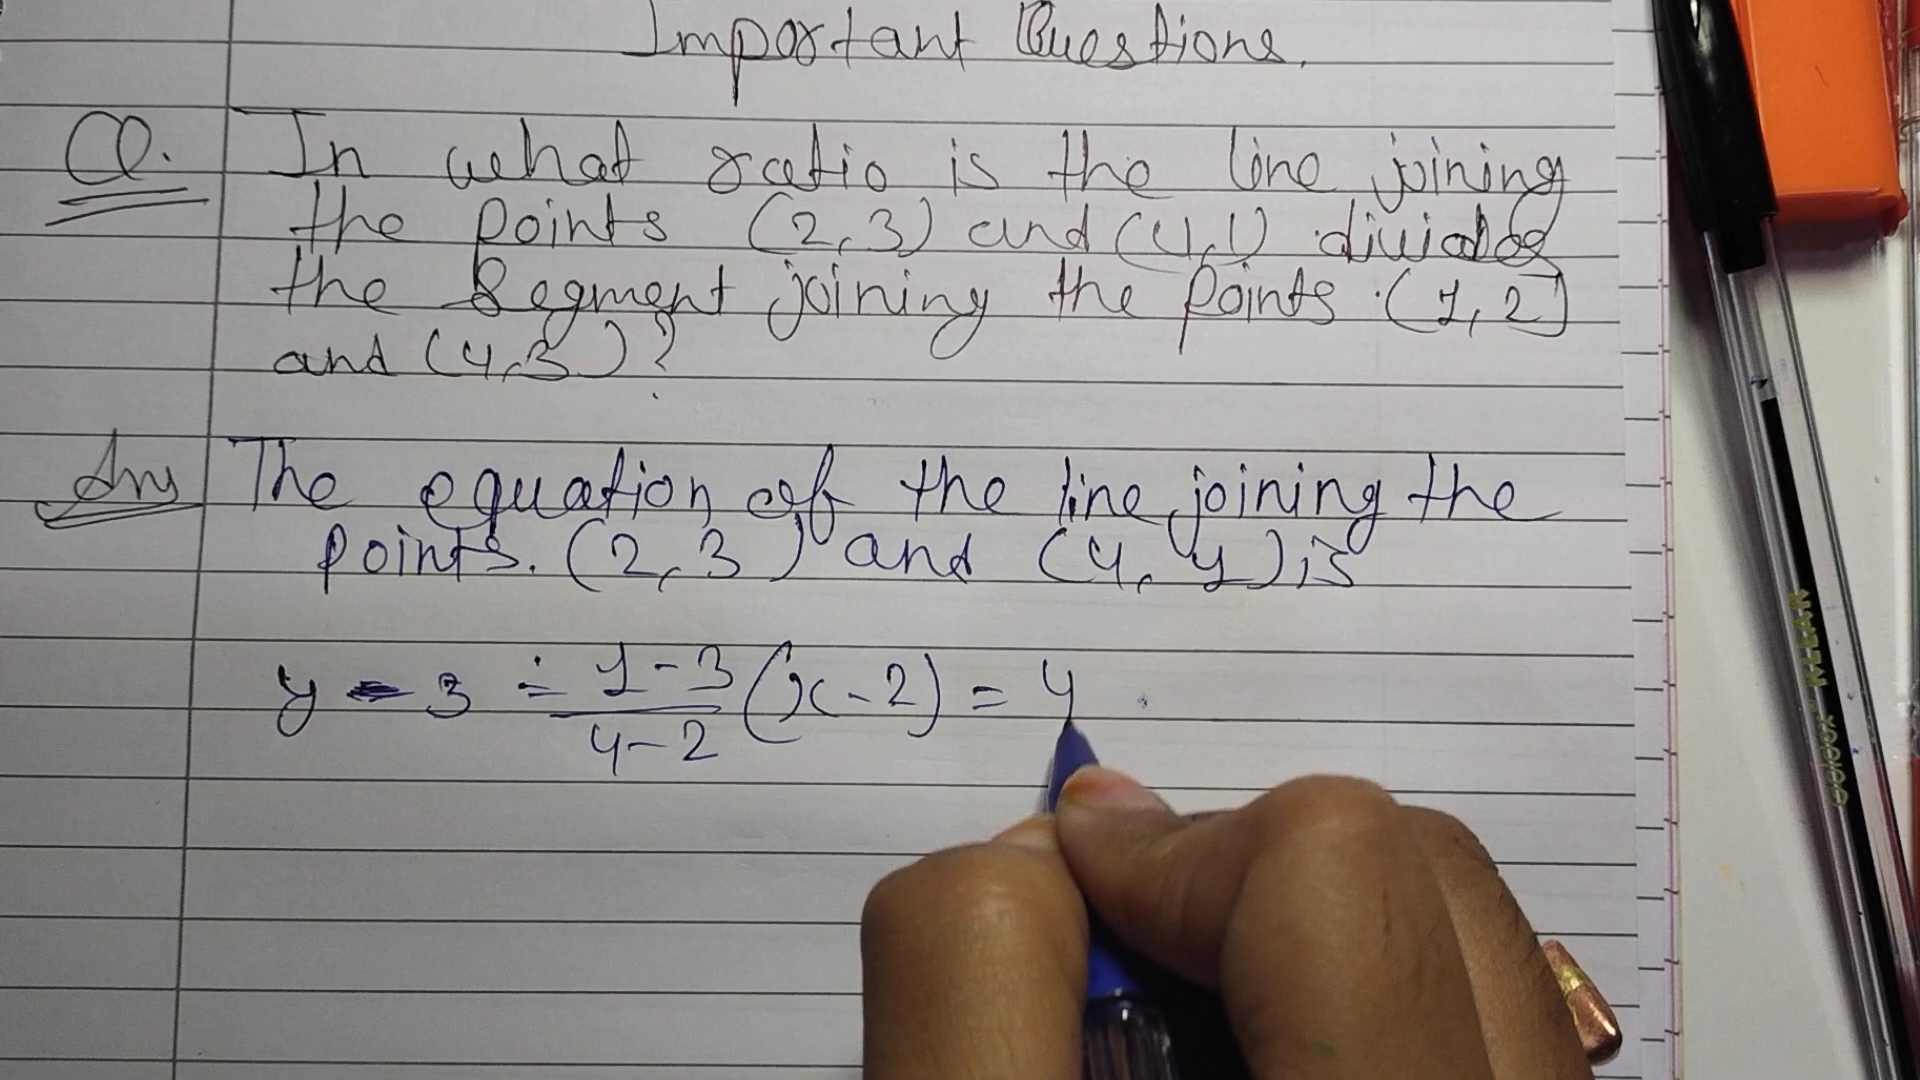 Important Questions.
Q. In what ratio is the line joining
the points (2,3) and (4,1) divides
the Segment joining the points (1,2)
and (4,3)?
Ans The equation of the line joining the
points. (2,3) and (4,1) is
y - 3 = 1-3/4-2 (x-2) = y